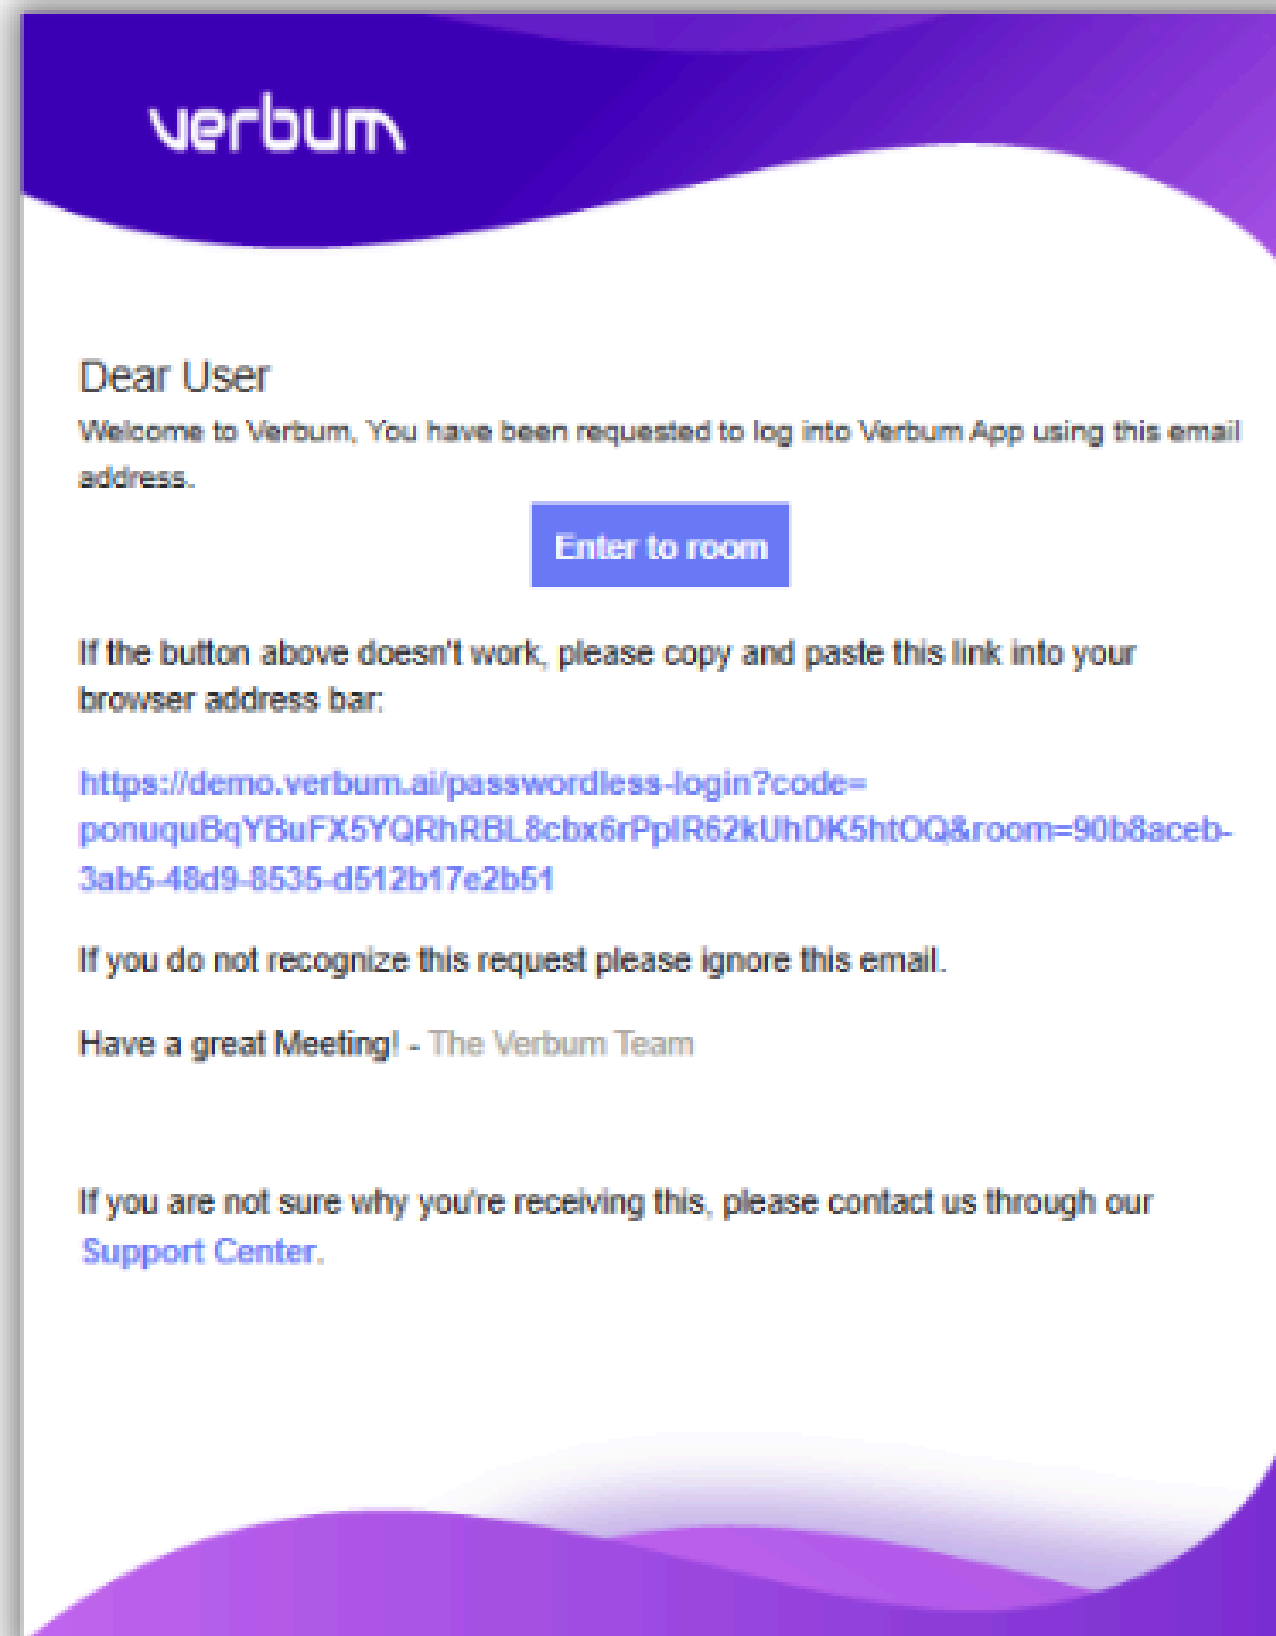 verbum
Dear User
Welcome to Verbum, You have been requested to log into Verbum App using this email
address.
Enter to room
If the button above doesn't work, please copy and paste this link into your
browser address bar:
https://demo.verbum.ai/passwordless-login?code=
ponuquBqYBuFX5YQRhRBL8cbx6rPpIR62kUhDK5htOQ&room=90b8aceb-
3ab5-48d9-8535-d512b17e2b51
If you do not recognize this request please ignore this email.
Have a great Meeting! - The Verbum Team
If you are not sure why you're receiving this, please contact us through our
Support Center.